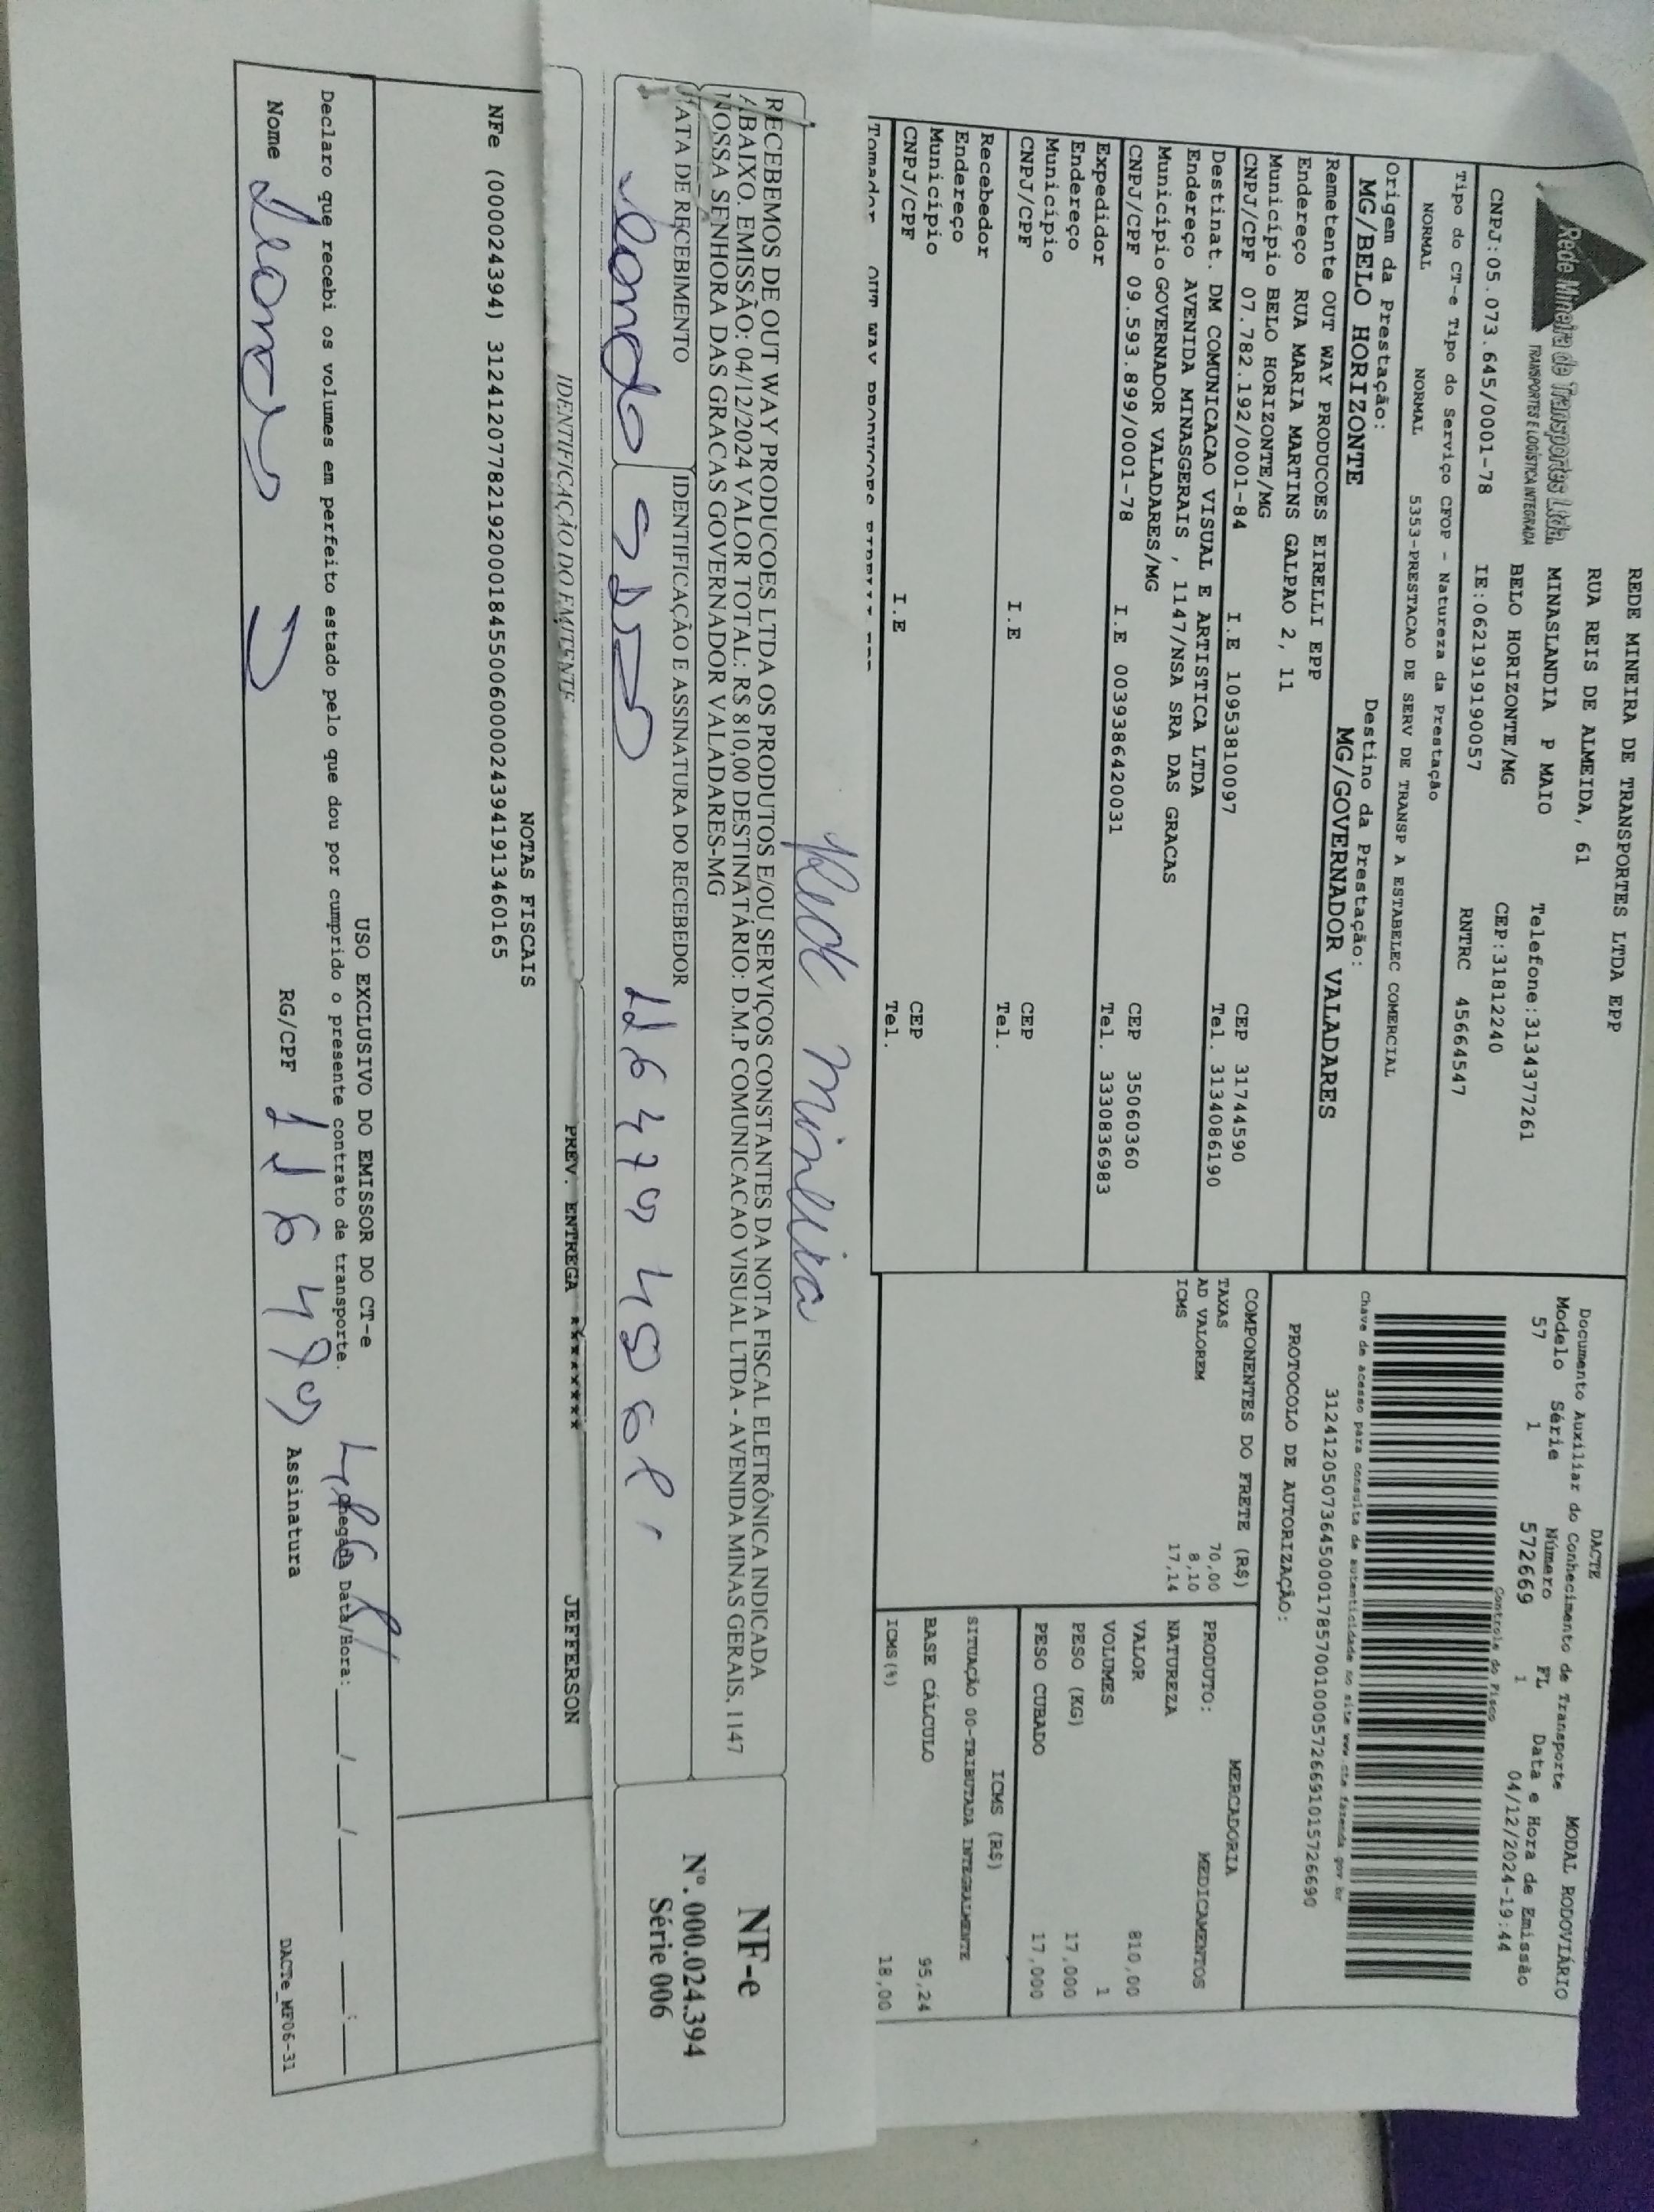 Rede Mineira de Transportes Ltda.
TRANSPORTES E LOGÍSTICA INTEGRADA
REDE MINEIRA DE TRANSPORTES LTDA EPP
RUA REIS DE ALMEIDA, 61
MINASLANDIA P MAIO Telefone:3134377261
BELO HORIZONTE/MG CEP:31812240
CNPJ:05.073.645/0001-78 IE:0621919190057 RNTRC 45664547
Tipo do CT-e Tipo do Serviço CFOP - Natureza da Prestação
NORMAL NORMAL 5353-PRESTACAO DE SERV DE TRANSP A ESTABELEC COMERCIAL
Origem da Prestação: Destino da Prestação:
MG/BELO HORIZONTE MG/GOVERNADOR VALADARES
Remetente OUT WAY PRODUCOES EIRELLI EPP
Endereço RUA MARIA MARTINS GALPAO 2, 11
Município BELO HORIZONTE/MG CEP 31744590
CNPJ/CPF 07.782.192/0001-84 I.E 10953810097 Tel. 3134086190
Destinat. DM COMUNICACAO VISUAL E ARTISTICA LTDA
Endereço AVENIDA MINASGERAIS , 1147/NSA SRA DAS GRACAS
Município GOVERNADOR VALADARES/MG CEP 35060360
CNPJ/CPF 09.593.899/0001-78 I.E 0039386420031 Tel. 3330836983
Expedidor
Endereço
Município CEP
CNPJ/CPF I.E Tel.
Recebedor
Endereço
Município CEP
CNPJ/CPF I.E Tel.
Tomador OUT WAY PRODUCOES EIRELLI EPP
DACTE MODAL RODOVIÁRIO
Documento Auxiliar do Conhecimento de Transporte
Modelo Série Número FL Data e Hora de Emissão
57 1 572669 1 04/12/2024-19:44
Controle do Fisco
Chave de acesso para consulta de autenticidade no site www.cte.fazenda.gov.br
31241205073645000178570010005726691015726690
PROTOCOLO DE AUTORIZAÇÃO:
COMPONENTES DO FRETE (R$)
TAXAS 70,00
AD VALOREM 8,10
ICMS 17,14
MERCADORIA
PRODUTO: MEDICAMENTOS
NATUREZA
VALOR 810,00
VOLUMES 1
PESO (KG) 17,000
PESO CUBADO 17,000
ICMS (R$)
SITUAÇÃO 00-TRIBUTADA INTEGRALMENTE
BASE CÁLCULO 95,24
ICMS(%) 18,00
Rede Mineira
RECEBEMOS DE OUT WAY PRODUCOES LTDA OS PRODUTOS E/OU SERVIÇOS CONSTANTES DA NOTA FISCAL ELETRÔNICA INDICADA
ABAIXO. EMISSÃO: 04/12/2024 VALOR TOTAL: R$ 810,00 DESTINATÁRIO: D.M.P COMUNICACAO VISUAL LTDA - AVENIDA MINAS GERAIS, 1147
NOSSA SENHORA DAS GRACAS GOVERNADOR VALADARES-MG
DATA DE RECEBIMENTO IDENTIFICAÇÃO E ASSINATURA DO RECEBEDOR
NF-e
Nº. 000.024.394
Série 006
IDENTIFICAÇÃO DO EMITENTE
PREV. ENTREGA ********* JEFFERSON
NOTAS FISCAIS
NFe (000024394) 31241207782192000184550060000243941913460165
USO EXCLUSIVO DO EMISSOR DO CT-e
Declaro que recebi os volumes em perfeito estado pelo que dou por cumprido o presente contrato de transporte. Chegada Data/Hora: ____/____/____ ___:___
Nome RG/CPF 11649 Assinatura
DACTe_MF06-31